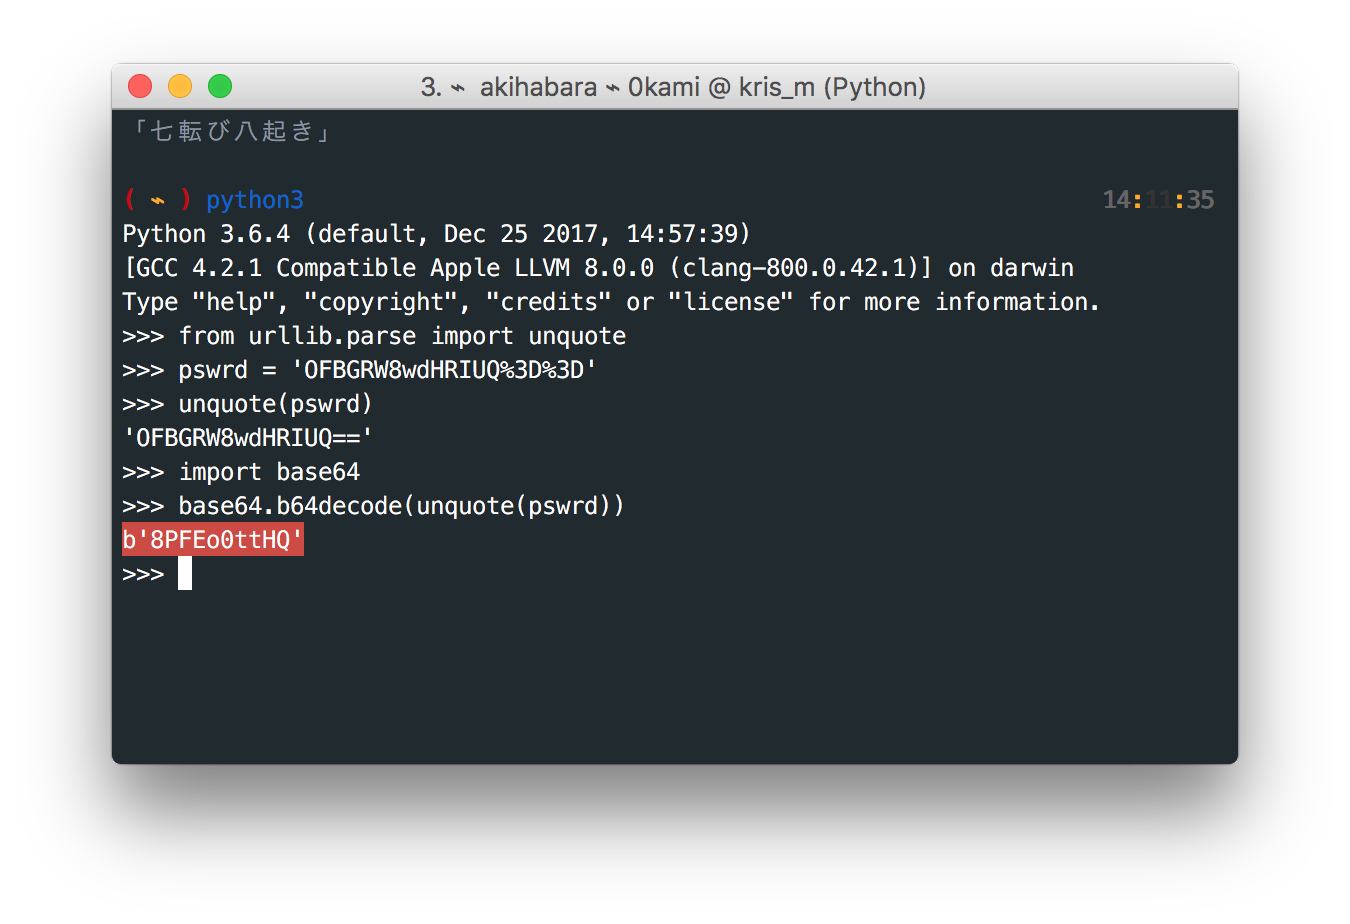 3. ⌁ akihabara ⌁ 0kami @ kris_m (Python)
「七転び八起き」
( ⌁ ) python3 14:11:35
Python 3.6.4 (default, Dec 25 2017, 14:57:39)
[GCC 4.2.1 Compatible Apple LLVM 8.0.0 (clang-800.0.42.1)] on darwin
Type "help", "copyright", "credits" or "license" for more information.
>>> from urllib.parse import unquote
>>> pswrd = 'OFBGRW8wdHRIUQ%3D%3D'
>>> unquote(pswrd)
'OFBGRW8wdHRIUQ=='
>>> import base64
>>> base64.b64decode(unquote(pswrd))
b'8PFEo0ttHQ'
>>>